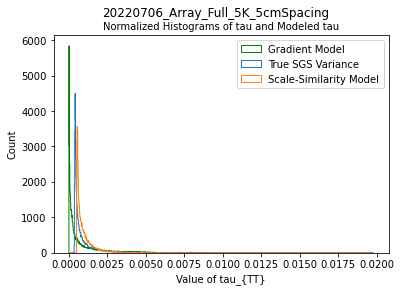 20220706_Array_Full_5K_5cmSpacing
Normalized Histograms of tau and Modeled tau
Gradient Model
True SGS Variance
Scale-Similarity Model
6000
5000
4000
3000
2000
1000
0
Count
0.0000 0.0025 0.0050 0.0075 0.0100 0.0125 0.0150 0.0175 0.0200
Value of tau_{TT}